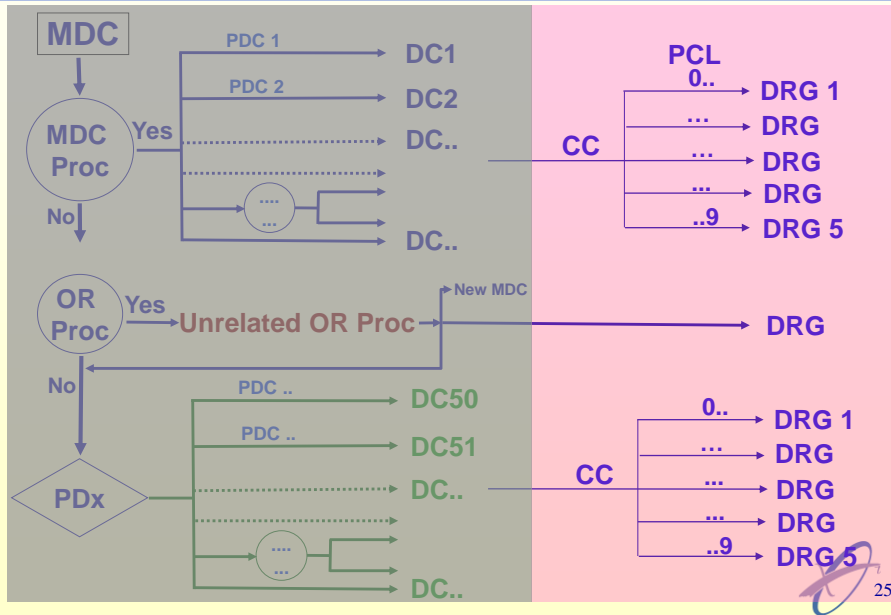 MDC
MDC
Proc
Yes
No
PDC 1
DC1
PDC 2
DC2
DC..
....
...
DC..
CC
PCL
0..
DRG 1
...
DRG
...
DRG
...
DRG
..9
DRG 5
OR
Proc
Yes
Unrelated OR Proc
New MDC
DRG
No
PDx
PDC ..
DC50
PDC ..
DC51
DC..
....
...
DC..
CC
0..
DRG 1
...
DRG
...
DRG
...
DRG
..9
DRG 5
25